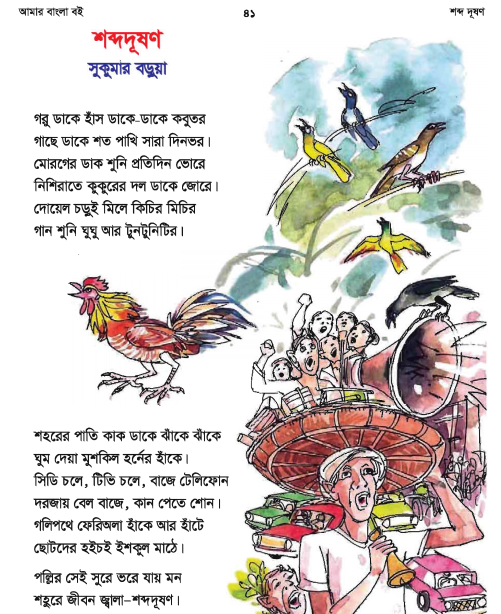 আমার বাংলা বই
৪১
শব্দ দূষণ
শব্দদূষণ
সুকুমার বড়ুয়া
গরু ডাকে হাঁস ডাকে-ডাকে কবুতর
গাছে ডাকে শত পাখি সারা দিনভর।
মোরগের ডাক শুনি প্রতিদিন ভোরে
নিশিরাতে কুকুরের দল ডাকে জোরে।
দোয়েল চড়ুই মিলে কিচির মিচির
গান শুনি ঘুঘু আর টুনটুনিটির।
শহরের পাতি কাক ডাকে ঝাঁকে ঝাঁকে
ঘুম দেয়া মুশকিল হর্নের হাঁকে।
সিডি চলে, টিভি চলে, বাজে টেলিফোন
দরজায় বেল বাজে, কান পেতে শোন।
গলিপথে ফেরিঅলা হাঁকে আর হাঁটে
ছোটদের হইচই ইশকুল মাঠে।
পল্লির সেই সুরে ভরে যায় মন
শহুরে জীবন জ্বালা–শব্দদূষণ।